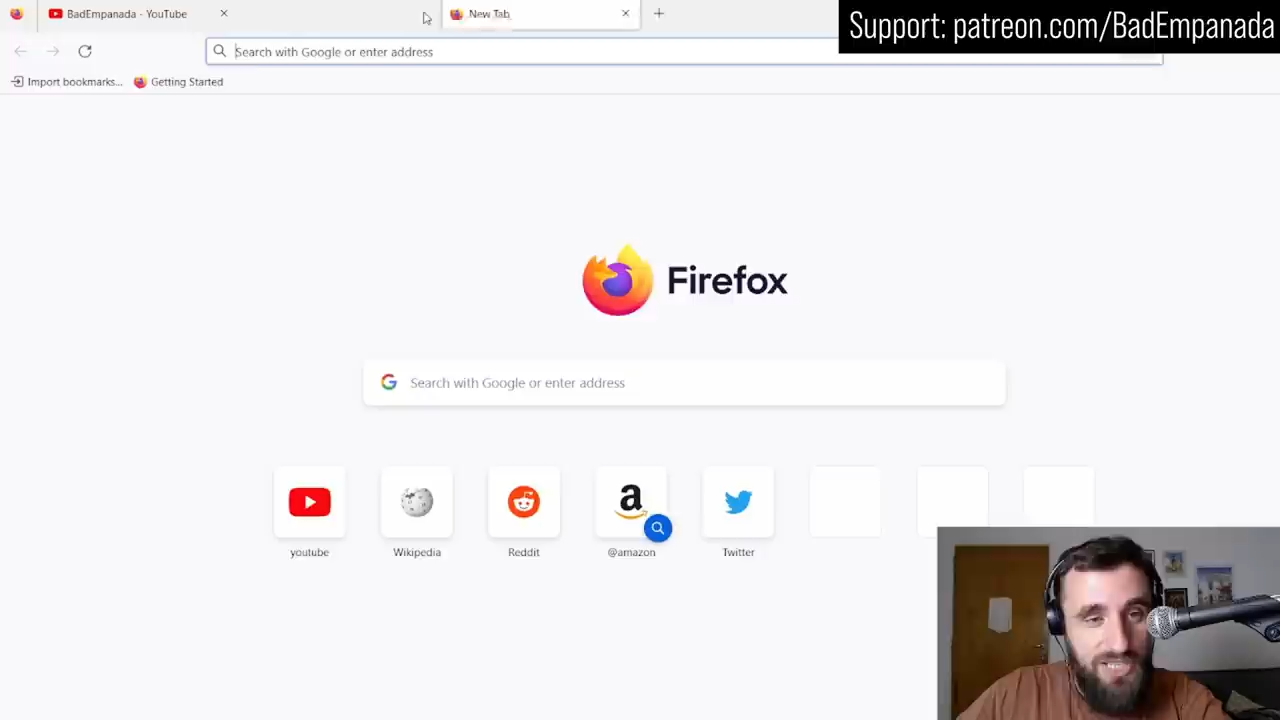 BadEmpanada - YouTube
New Tab
Support: patreon.com/BadEmpanada
Search with Google or enter address
Import bookmarks...
Getting Started
Firefox
Search with Google or enter address
youtube
Wikipedia
Reddit
@amazon
Twitter